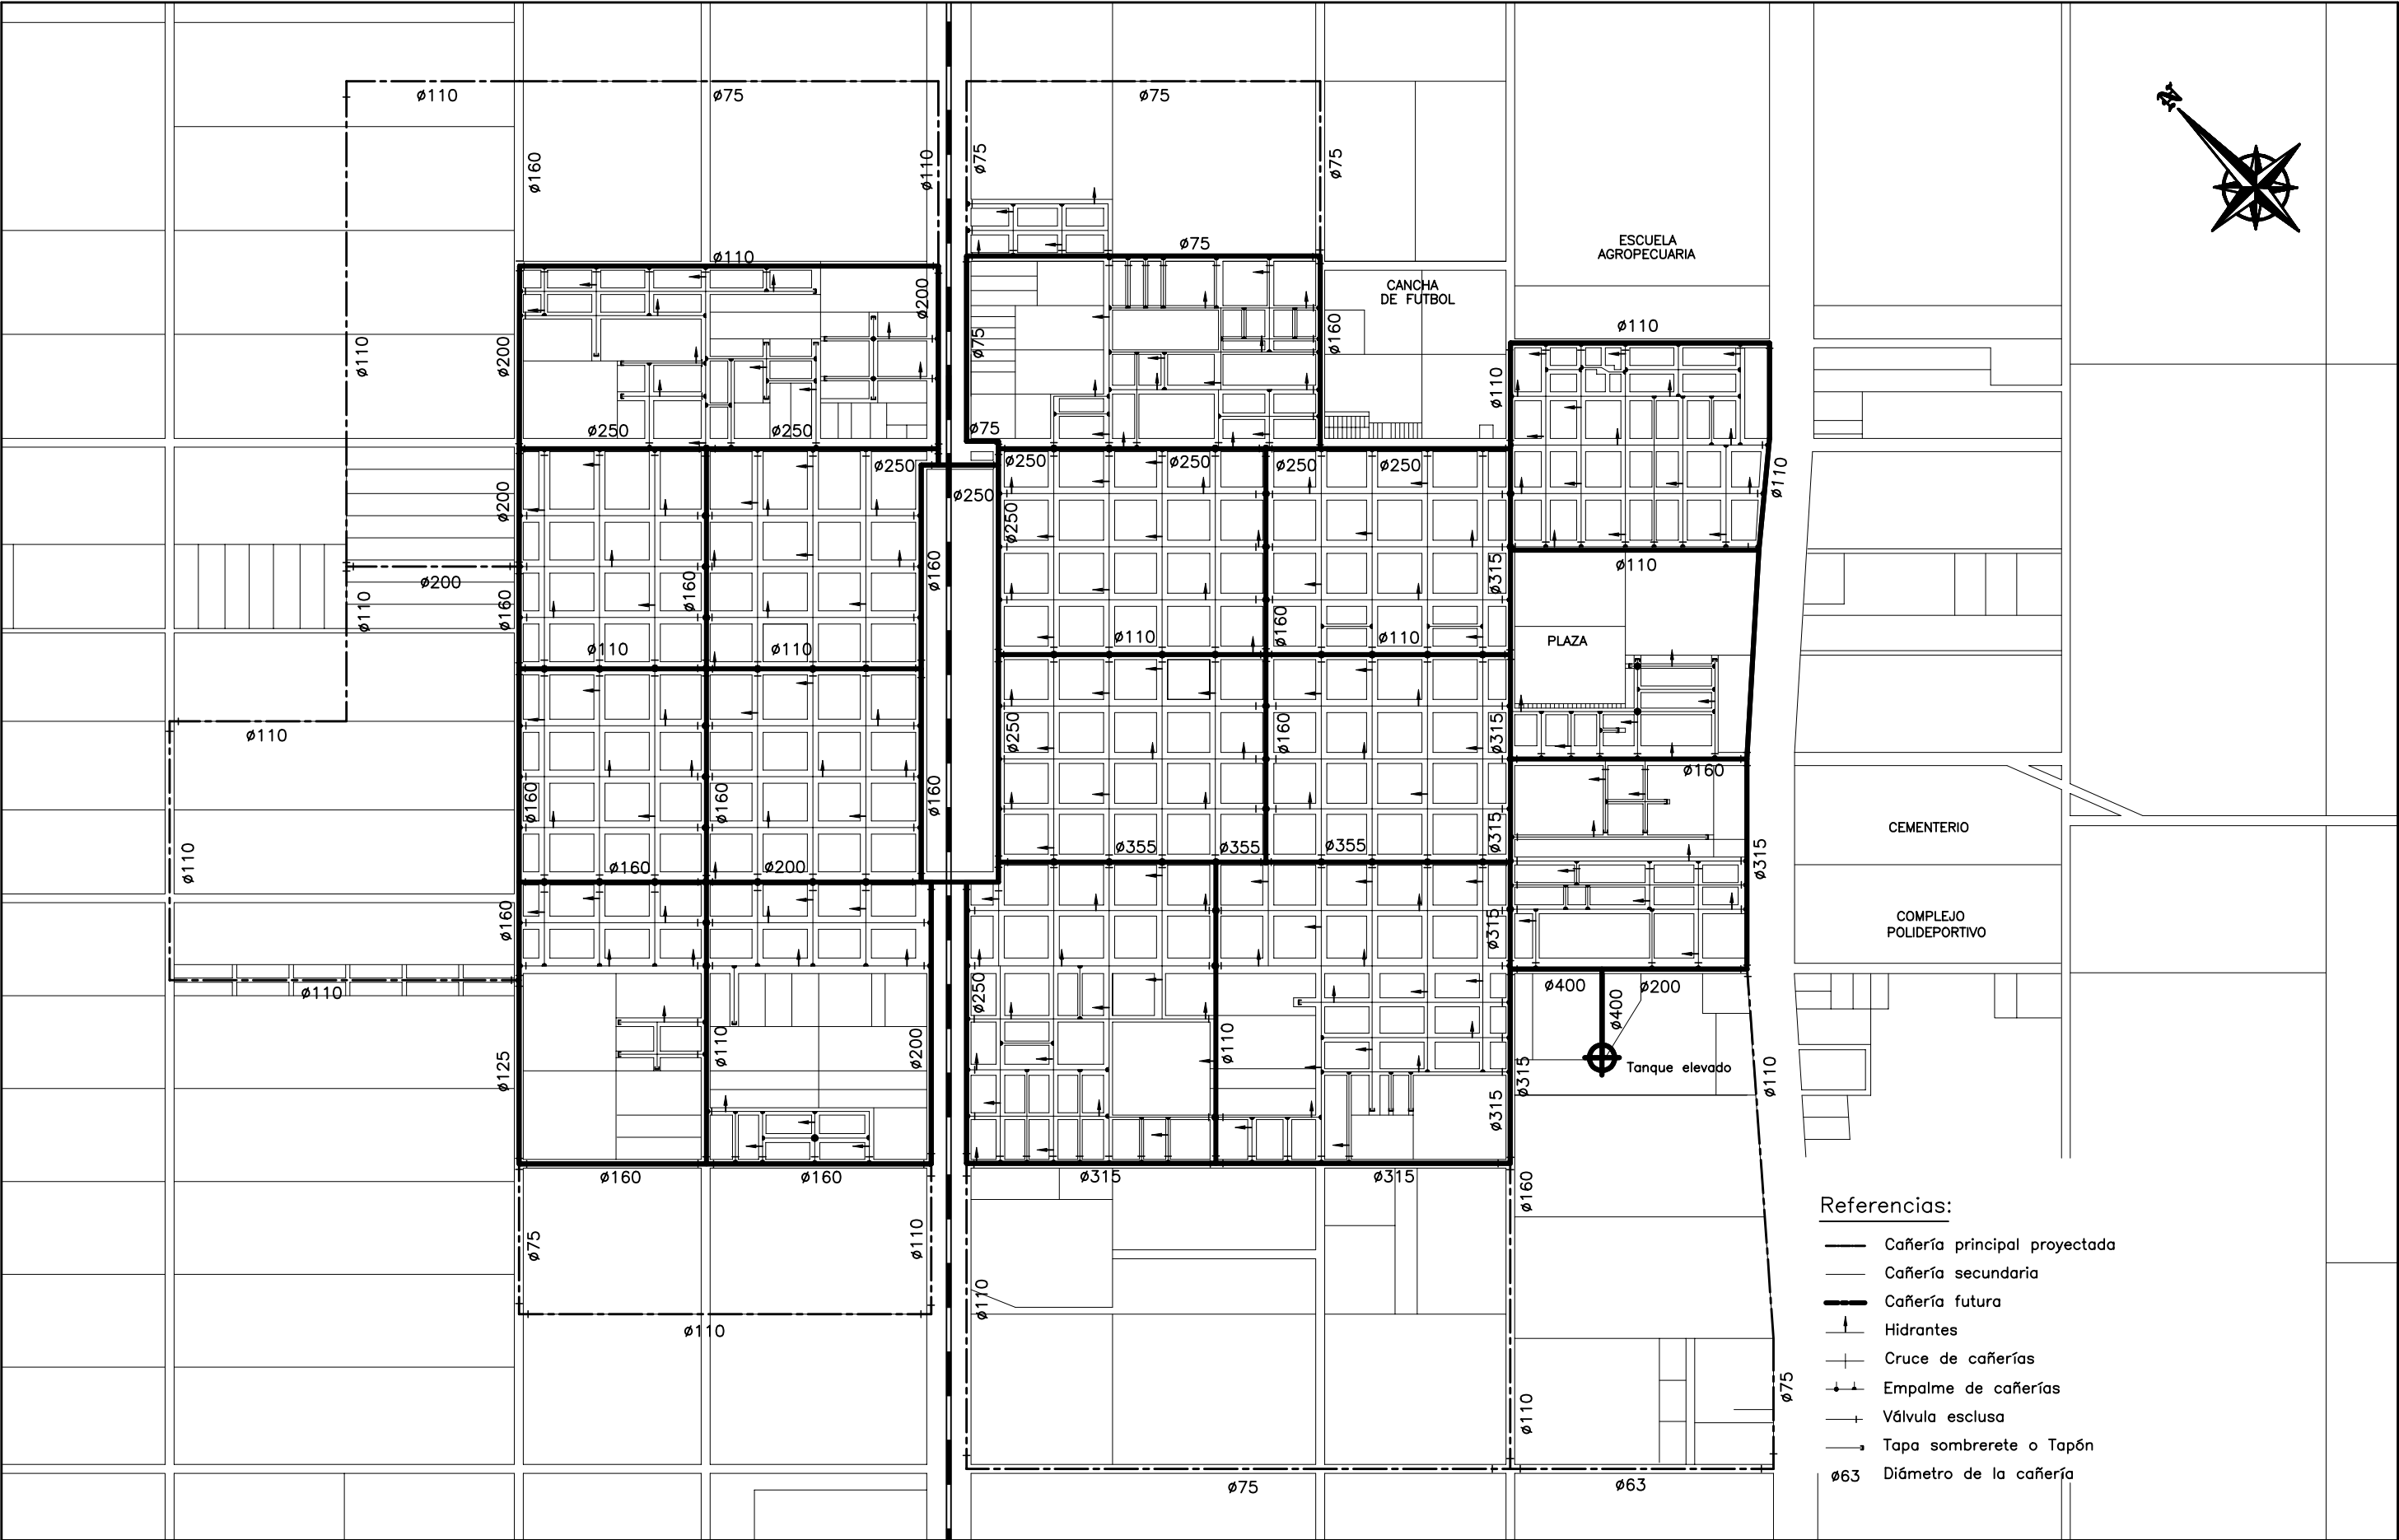 N
ø110
ø75
ø75
ø160
ø110
ø75
ø75
ø110
ø75
ESCUELA
AGROPECUARIA
CANCHA
DE FUTBOL
ø200
ø110
ø200
ø110
ø75
ø160
ø110
ø250
ø250
ø75
ø250
ø250
ø250
ø250
ø250
ø250
ø110
ø200
ø250
ø200
ø160
ø160
ø160
ø315
ø110
ø110
ø160
ø110
ø110
ø110
ø160
ø110
PLAZA
ø110
ø250
ø160
ø315
ø160
ø160
ø160
ø160
ø315
CEMENTERIO
ø110
ø160
ø200
ø355
ø355
ø355
ø315
ø160
ø315
COMPLEJO
POLIDEPORTIVO
ø110
ø250
ø400
ø200
ø400
ø125
ø110
ø200
ø110
ø315
Tanque elevado
ø110
ø315
ø160
ø160
ø315
ø315
ø160
ø75
ø110
ø110
ø110
ø75
ø110
ø75
ø63
Referencias:
Cañería principal proyectada
Cañería secundaria
Cañería futura
Hidrantes
Cruce de cañerías
Empalme de cañerías
Válvula esclusa
Tapa sombrerete o Tapón
ø63 Diámetro de la cañería